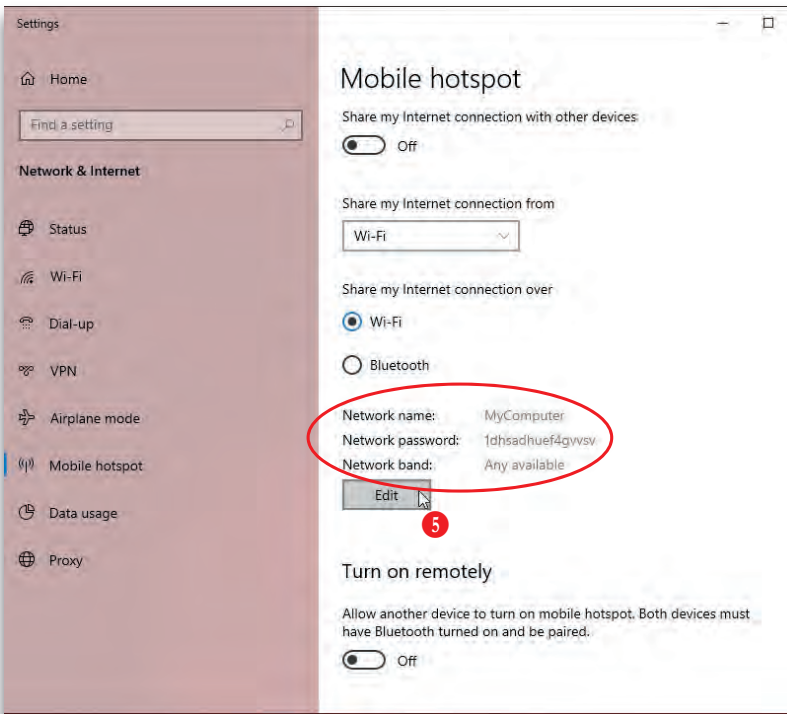 Settings
Home
Find a setting
Network & Internet
Status
Wi-Fi
Dial-up
VPN
Airplane mode
Mobile hotspot
Data usage
Proxy
Mobile hotspot
Share my Internet connection with other devices
Off
Share my Internet connection from
Wi-Fi
Share my Internet connection over
Wi-Fi
Bluetooth
Network name: MyComputer
Network password: 1dhsadhuef4gvvsv
Network band: Any available
Edit
5
Turn on remotely
Allow another device to turn on mobile hotspot. Both devices must
have Bluetooth turned on and be paired.
Off